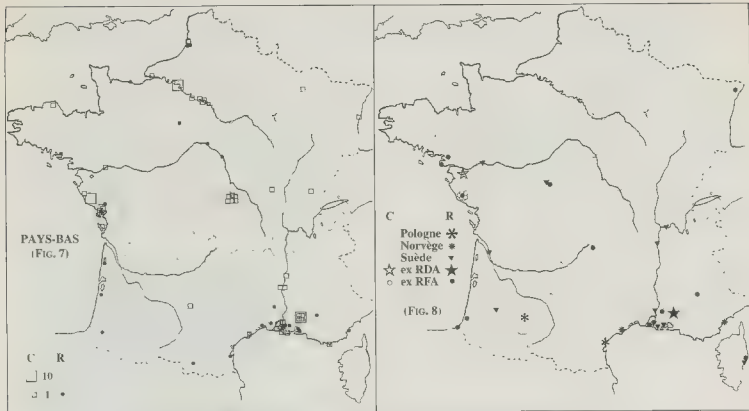 PAYS-BAS
(FIG. 7)
C R
10
1
C R
Pologne
Norvège
Suède
ex RDA
ex RFA
(FIG. 8)